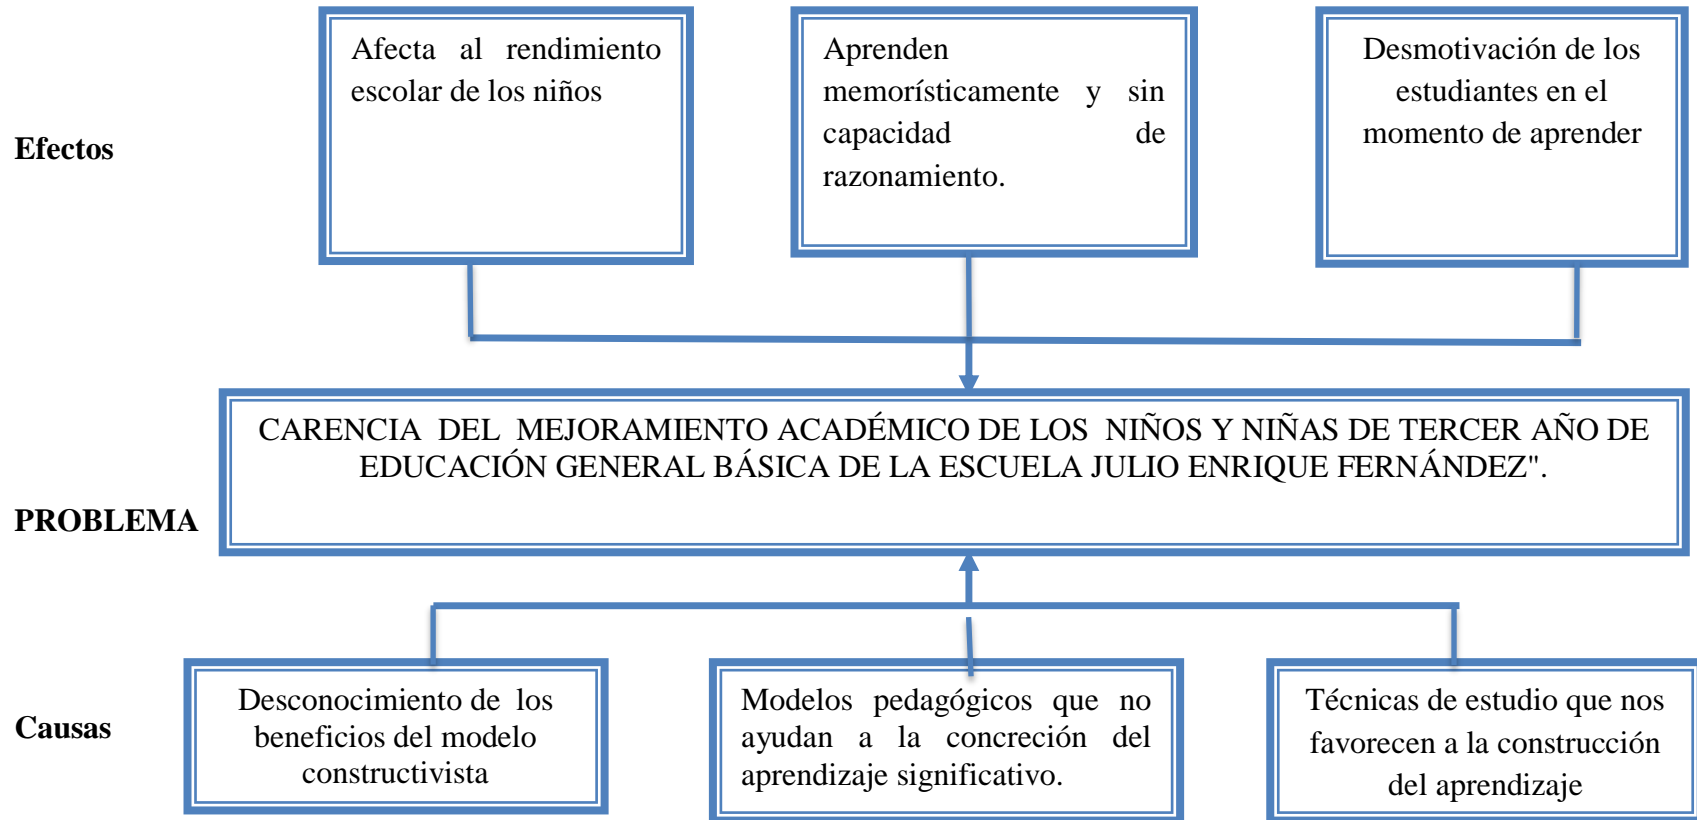 Afecta al rendimiento
escolar de los niños
Aprenden
memorísticamente y sin
capacidad de
razonamiento.
Desmotivación de los
estudiantes en el
momento de aprender
Efectos
CARENCIA DEL MEJORAMIENTO ACADÉMICO DE LOS NIÑOS Y NIÑAS DE TERCER AÑO DE
EDUCACIÓN GENERAL BÁSICA DE LA ESCUELA JULIO ENRIQUE FERNÁNDEZ".
PROBLEMA
Desconocimiento de los
beneficios del modelo
constructivista
Modelos pedagógicos que no
ayudan a la concreción del
aprendizaje significativo.
Técnicas de estudio que nos
favorecen a la construcción
del aprendizaje
Causas